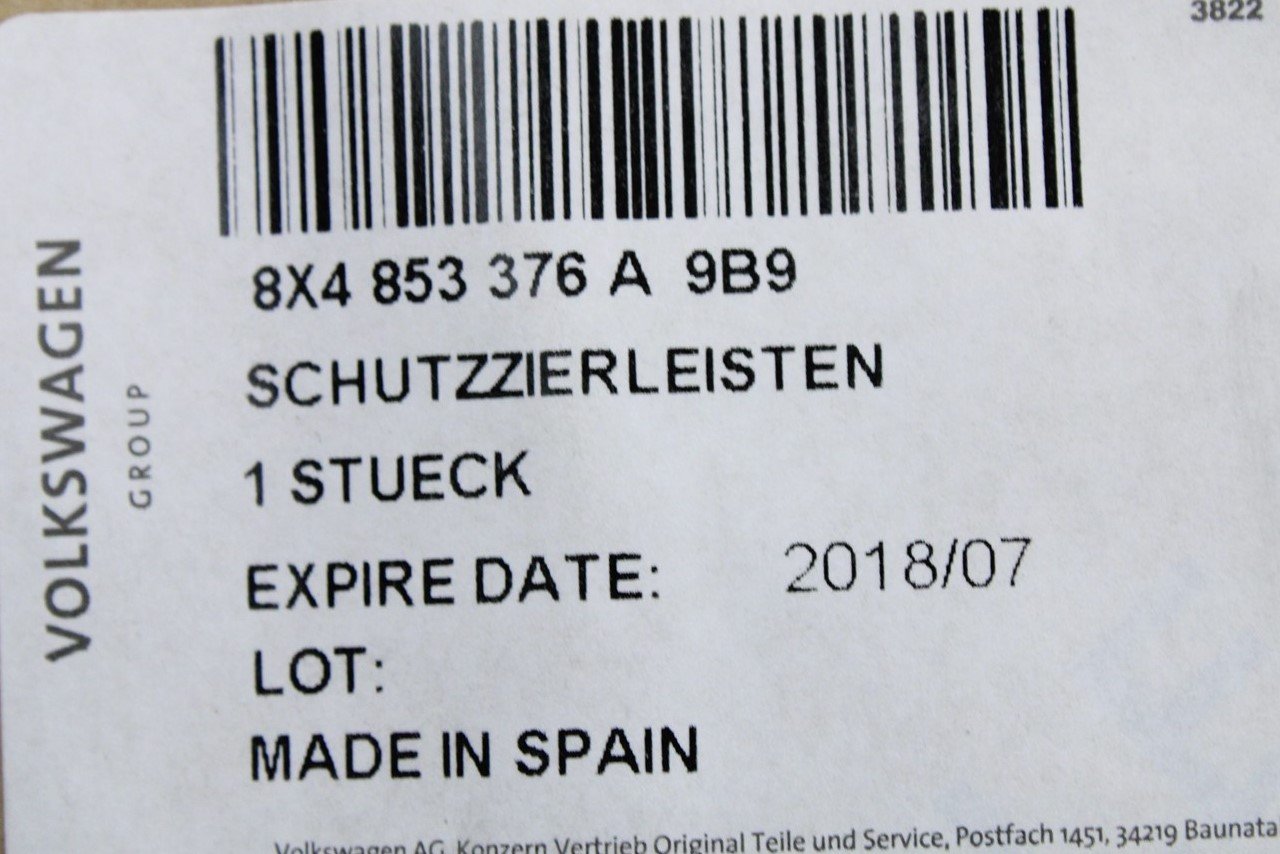 3822
8X4 853 376 A 9B9
SCHUTZZIERLEISTEN
1 STUECK
EXPIRE DATE: 2018/07
LOT:
MADE IN SPAIN
VOLKSWAGEN
GROUP
Volkswagen AG, Konzern Vertrieb Original Teile und Service, Postfach 1451, 34219 Baunata